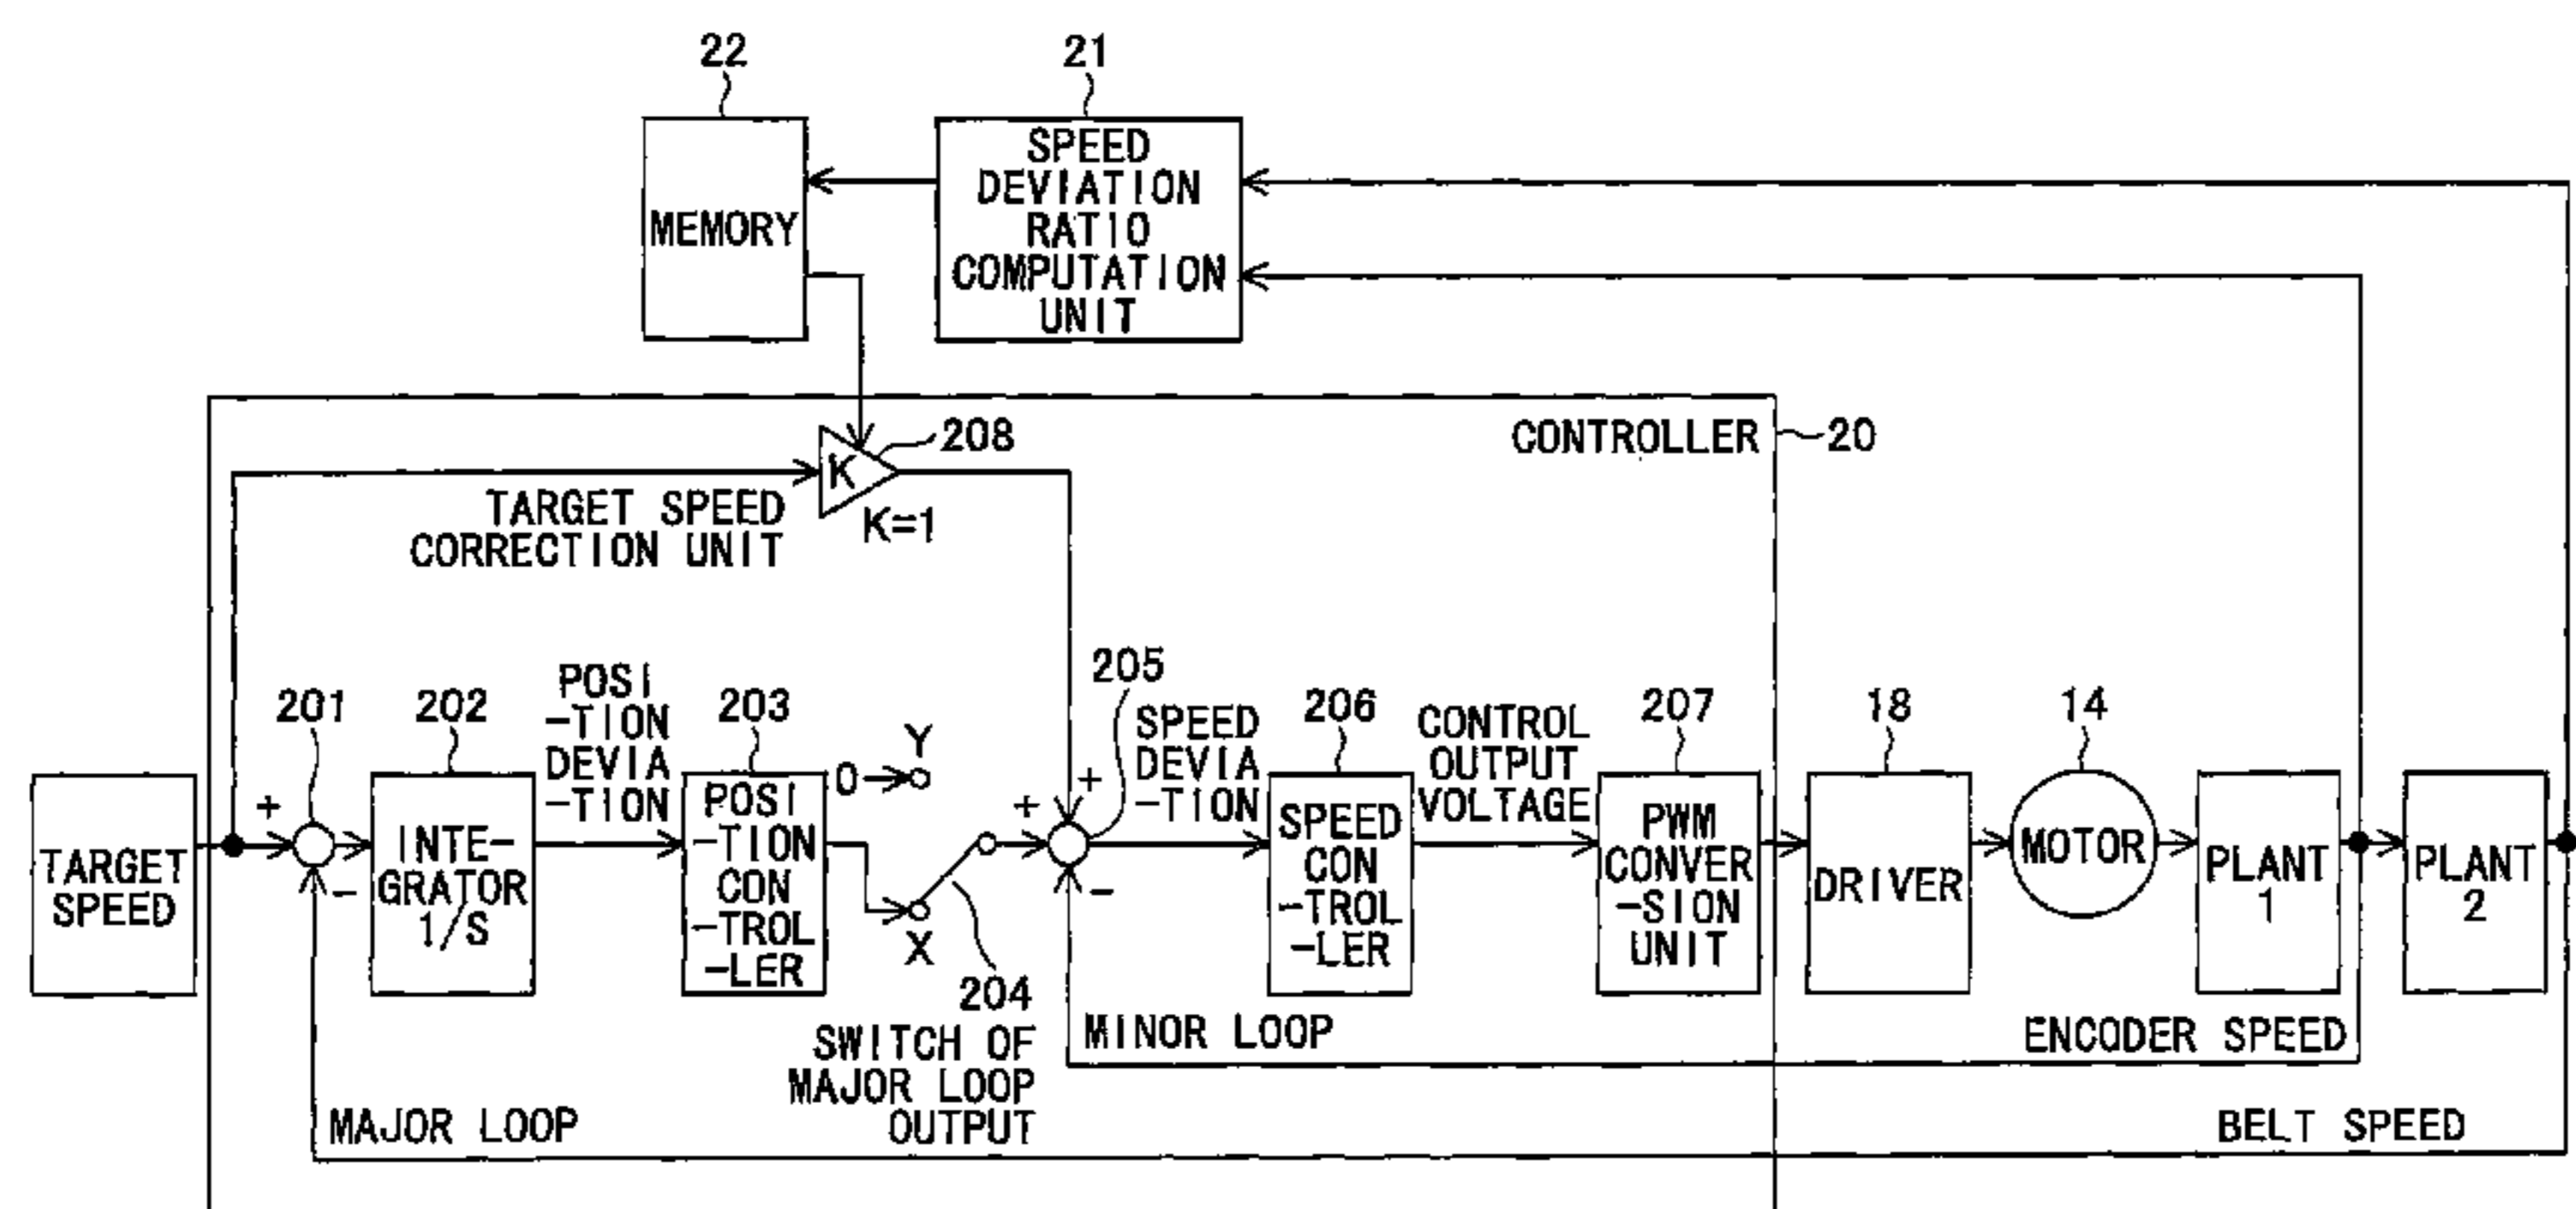 22
21
MEMORY
SPEED
DEVIATION
RATIO
COMPUTATION
UNIT
208
CONTROLLER
20
K
K=1
TARGET SPEED
CORRECTION UNIT
201
202
POSI
-TION
DEVIA
-TION
203
0
Y
205
SPEED
DEVIA
-TION
206
CONTROL
OUTPUT
VOLTAGE
207
18
14
TARGET
SPEED
+
-
INTE-
GRATOR
1/S
POSI
-TION
CON
-TROL
-LER
X
204
SWITCH OF
MAJOR LOOP
OUTPUT
+
+
-
SPEED
CON
-TROL
-LER
PWM
CONVER
-SION
UNIT
DRIVER
MOTOR
PLANT
1
PLANT
2
MINOR LOOP
ENCODER SPEED
MAJOR LOOP
BELT SPEED